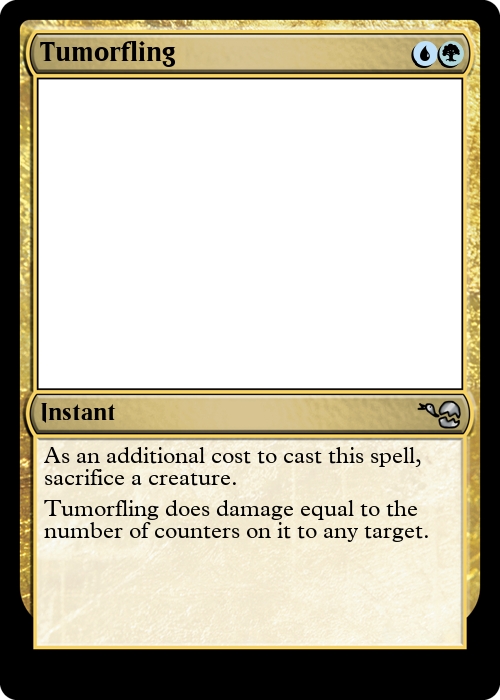 Tumorfling
Instant
As an additional cost to cast this spell,
sacrifice a creature.
Tumorfling does damage equal to the
number of counters on it to any target.